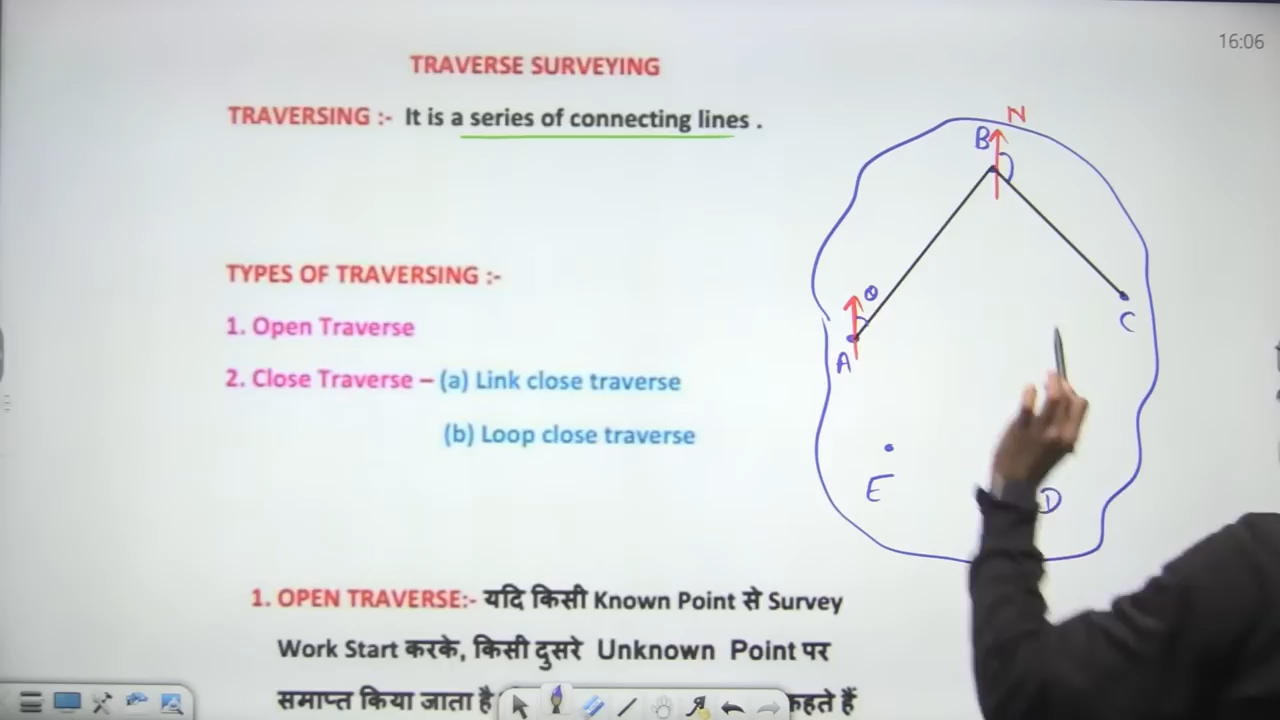 16:06
TRAVERSE SURVEYING
TRAVERSING :- It is a series of connecting lines .
N
B
TYPES OF TRAVERSING :-
θ
1. Open Traverse
C
A
2. Close Traverse – (a) Link close traverse
(b) Loop close traverse
E
D
1. OPEN TRAVERSE:- यदि किसी Known Point से Survey
Work Start करके, किसी दुसरे Unknown Point पर
समाप्त किया जाता है कहते हैं